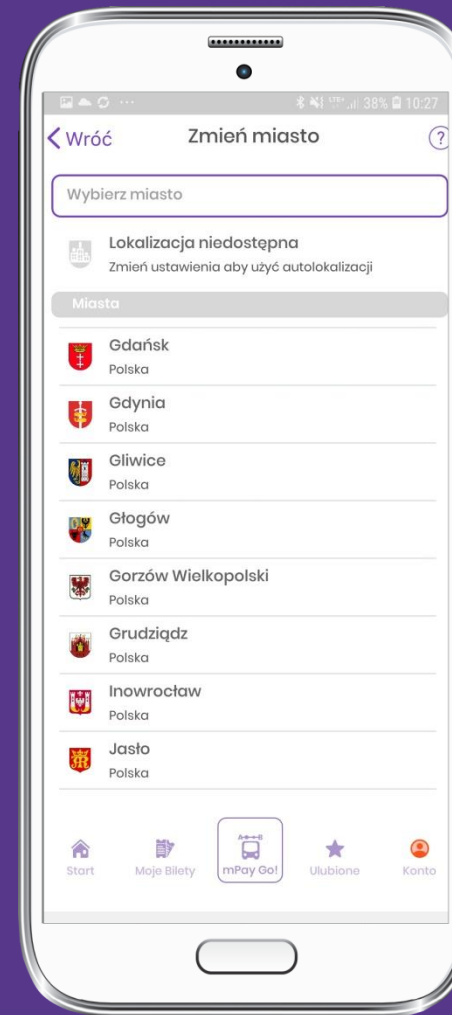 38% 10:27
Wróć
Zmień miasto
?
Wybierz miasto
Lokalizacja niedostępna
Zmień ustawienia aby użyć autolokalizacji
Miasta
Gdańsk
Polska
Gdynia
Polska
Gliwice
Polska
Głogów
Polska
Gorzów Wielkopolski
Polska
Grudziądz
Polska
Inowrocław
Polska
Jasło
Polska
A B
Start
Moje Bilety
mPay Go!
Ulubione
Konto